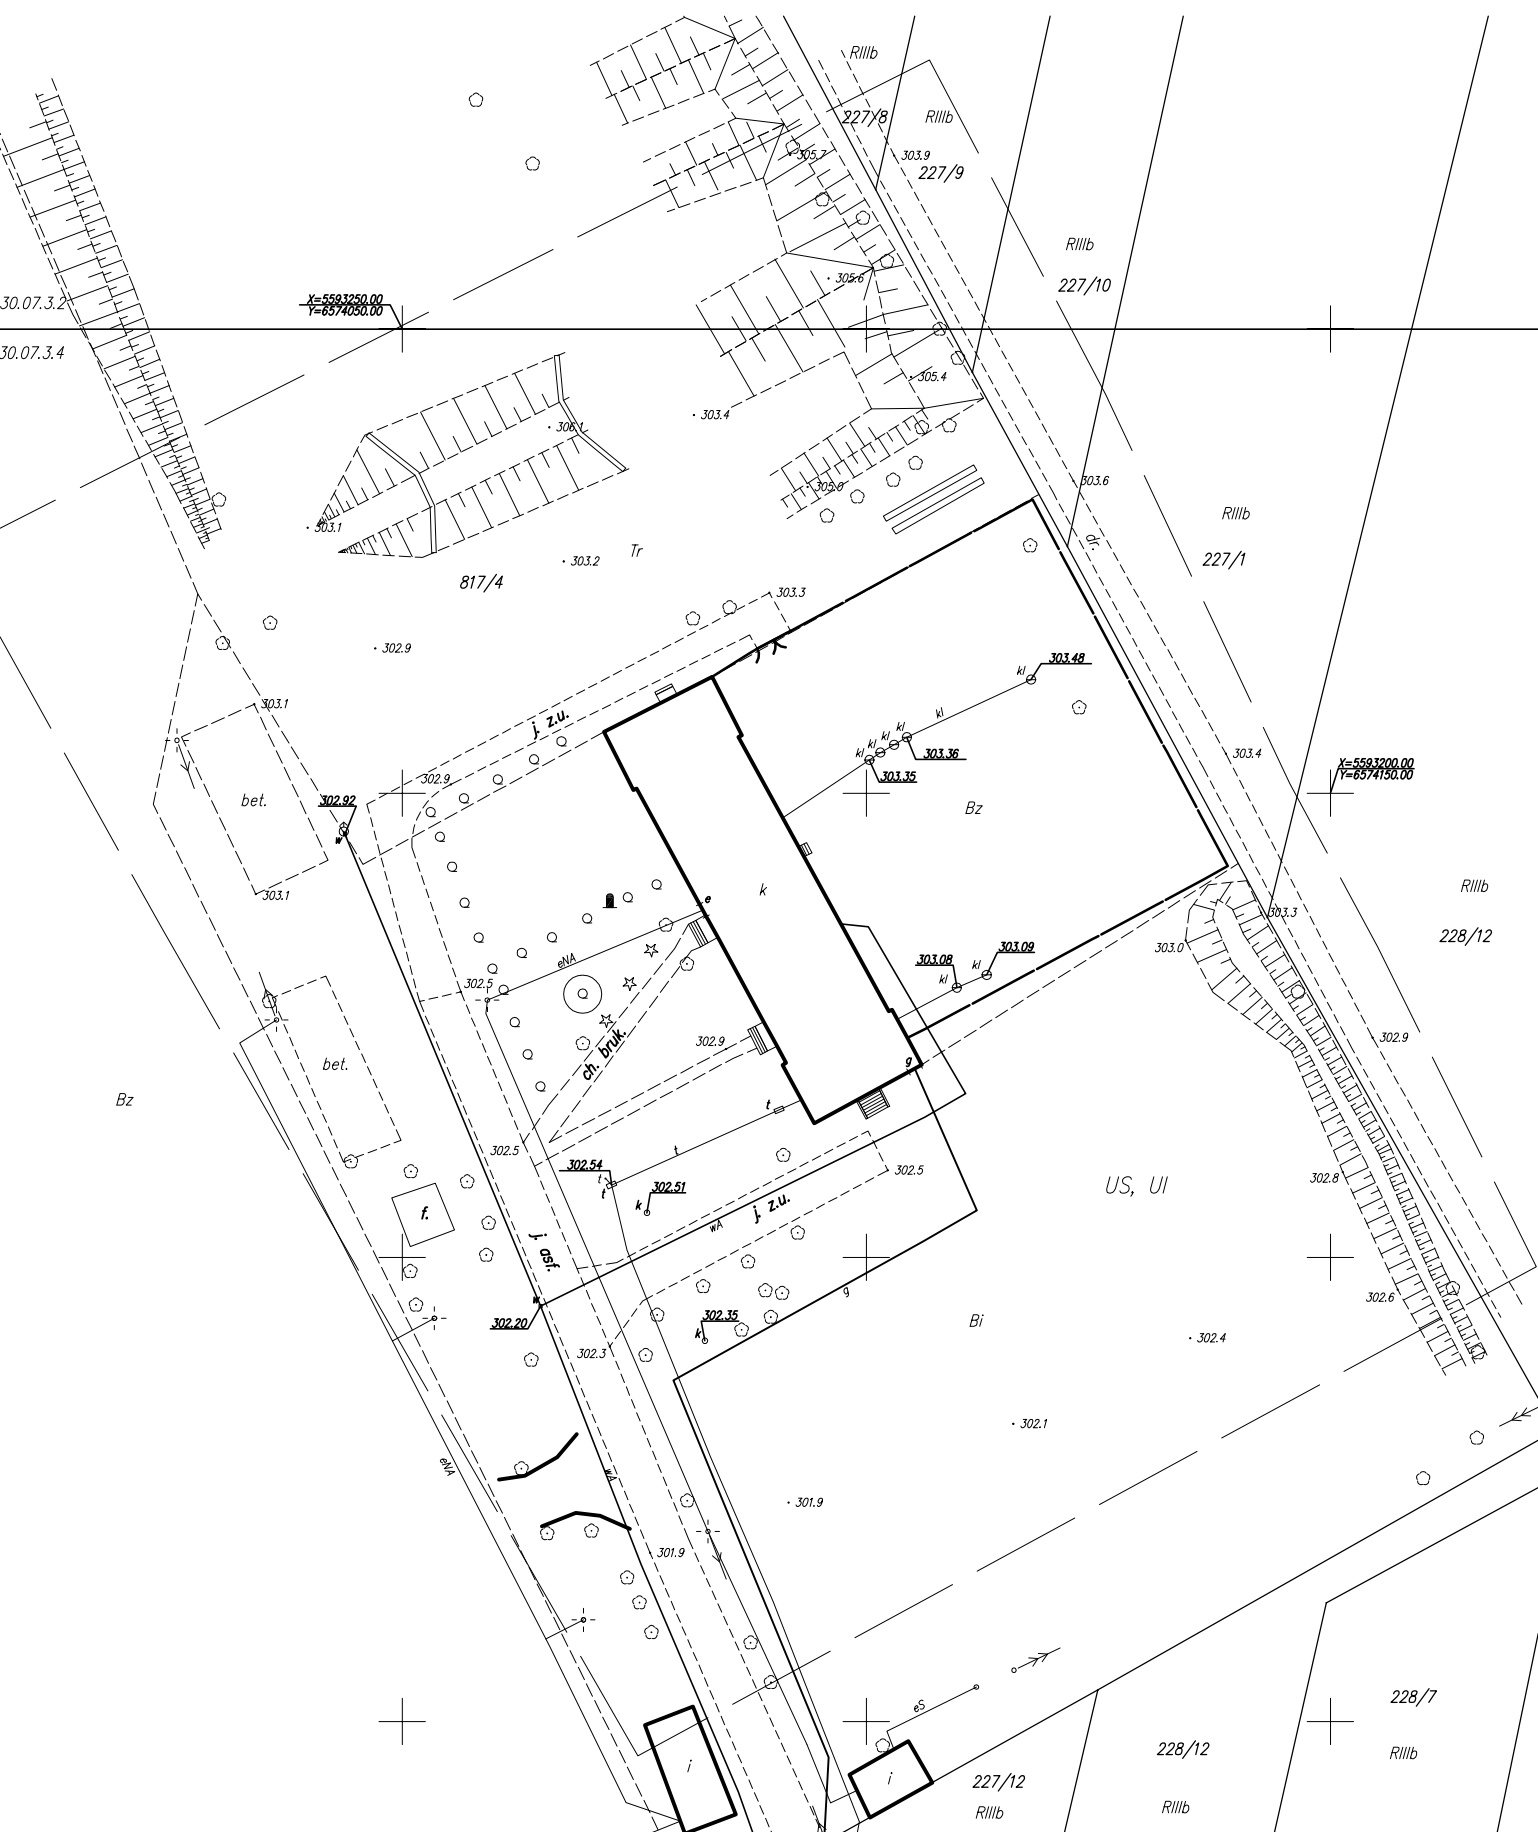 RIIIb
227/8
RIIIb
305.7
303.9
227/9
RIIIb
305.6
227/10
30.07.3.2
X=5593250.00
Y=6574050.00
30.07.3.4
305.4
303.4
306.1
303.6
305.0
303.1
RIIIb
dr.
Tr
303.2
227/1
817/4
303.3
302.9
kl
303.48
303.1
kl
j. z.u.
kl
kl
kl
kl
303.36
303.4
X=5593200.00
Y=6574150.00
302.9
303.35
bet.
302.92
Bz
w
k
RIIIb
303.1
e
303.3
228/12
303.0
eNA
303.08
303.09
kl
kl
302.5
ch. bruk.
302.9
302.9
bet.
g
Bz
t
302.5
t
302.54
302.5
302.8
US, UI
t
t
302.51
k
f.
wA
j. z.u.
j. asf.
g
w
302.20
302.35
k
Bi
302.6
302.4
302.3
302.1
eNA
wA
301.9
301.9
eS
228/7
228/12
RIIIb
i
i
227/12
RIIIb
RIIIb